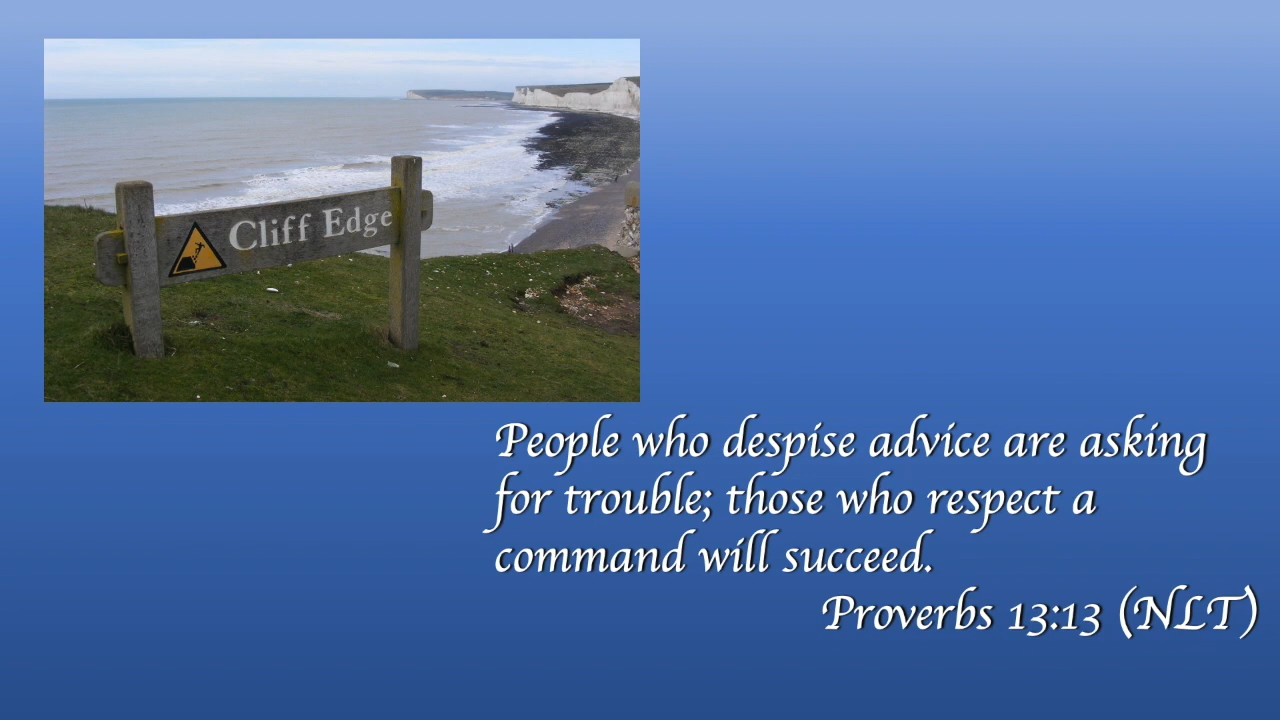 Cliff Edge
People who despise advice are asking
for trouble; those who respect a
command will succeed.
Proverbs 13:13 (NLT)